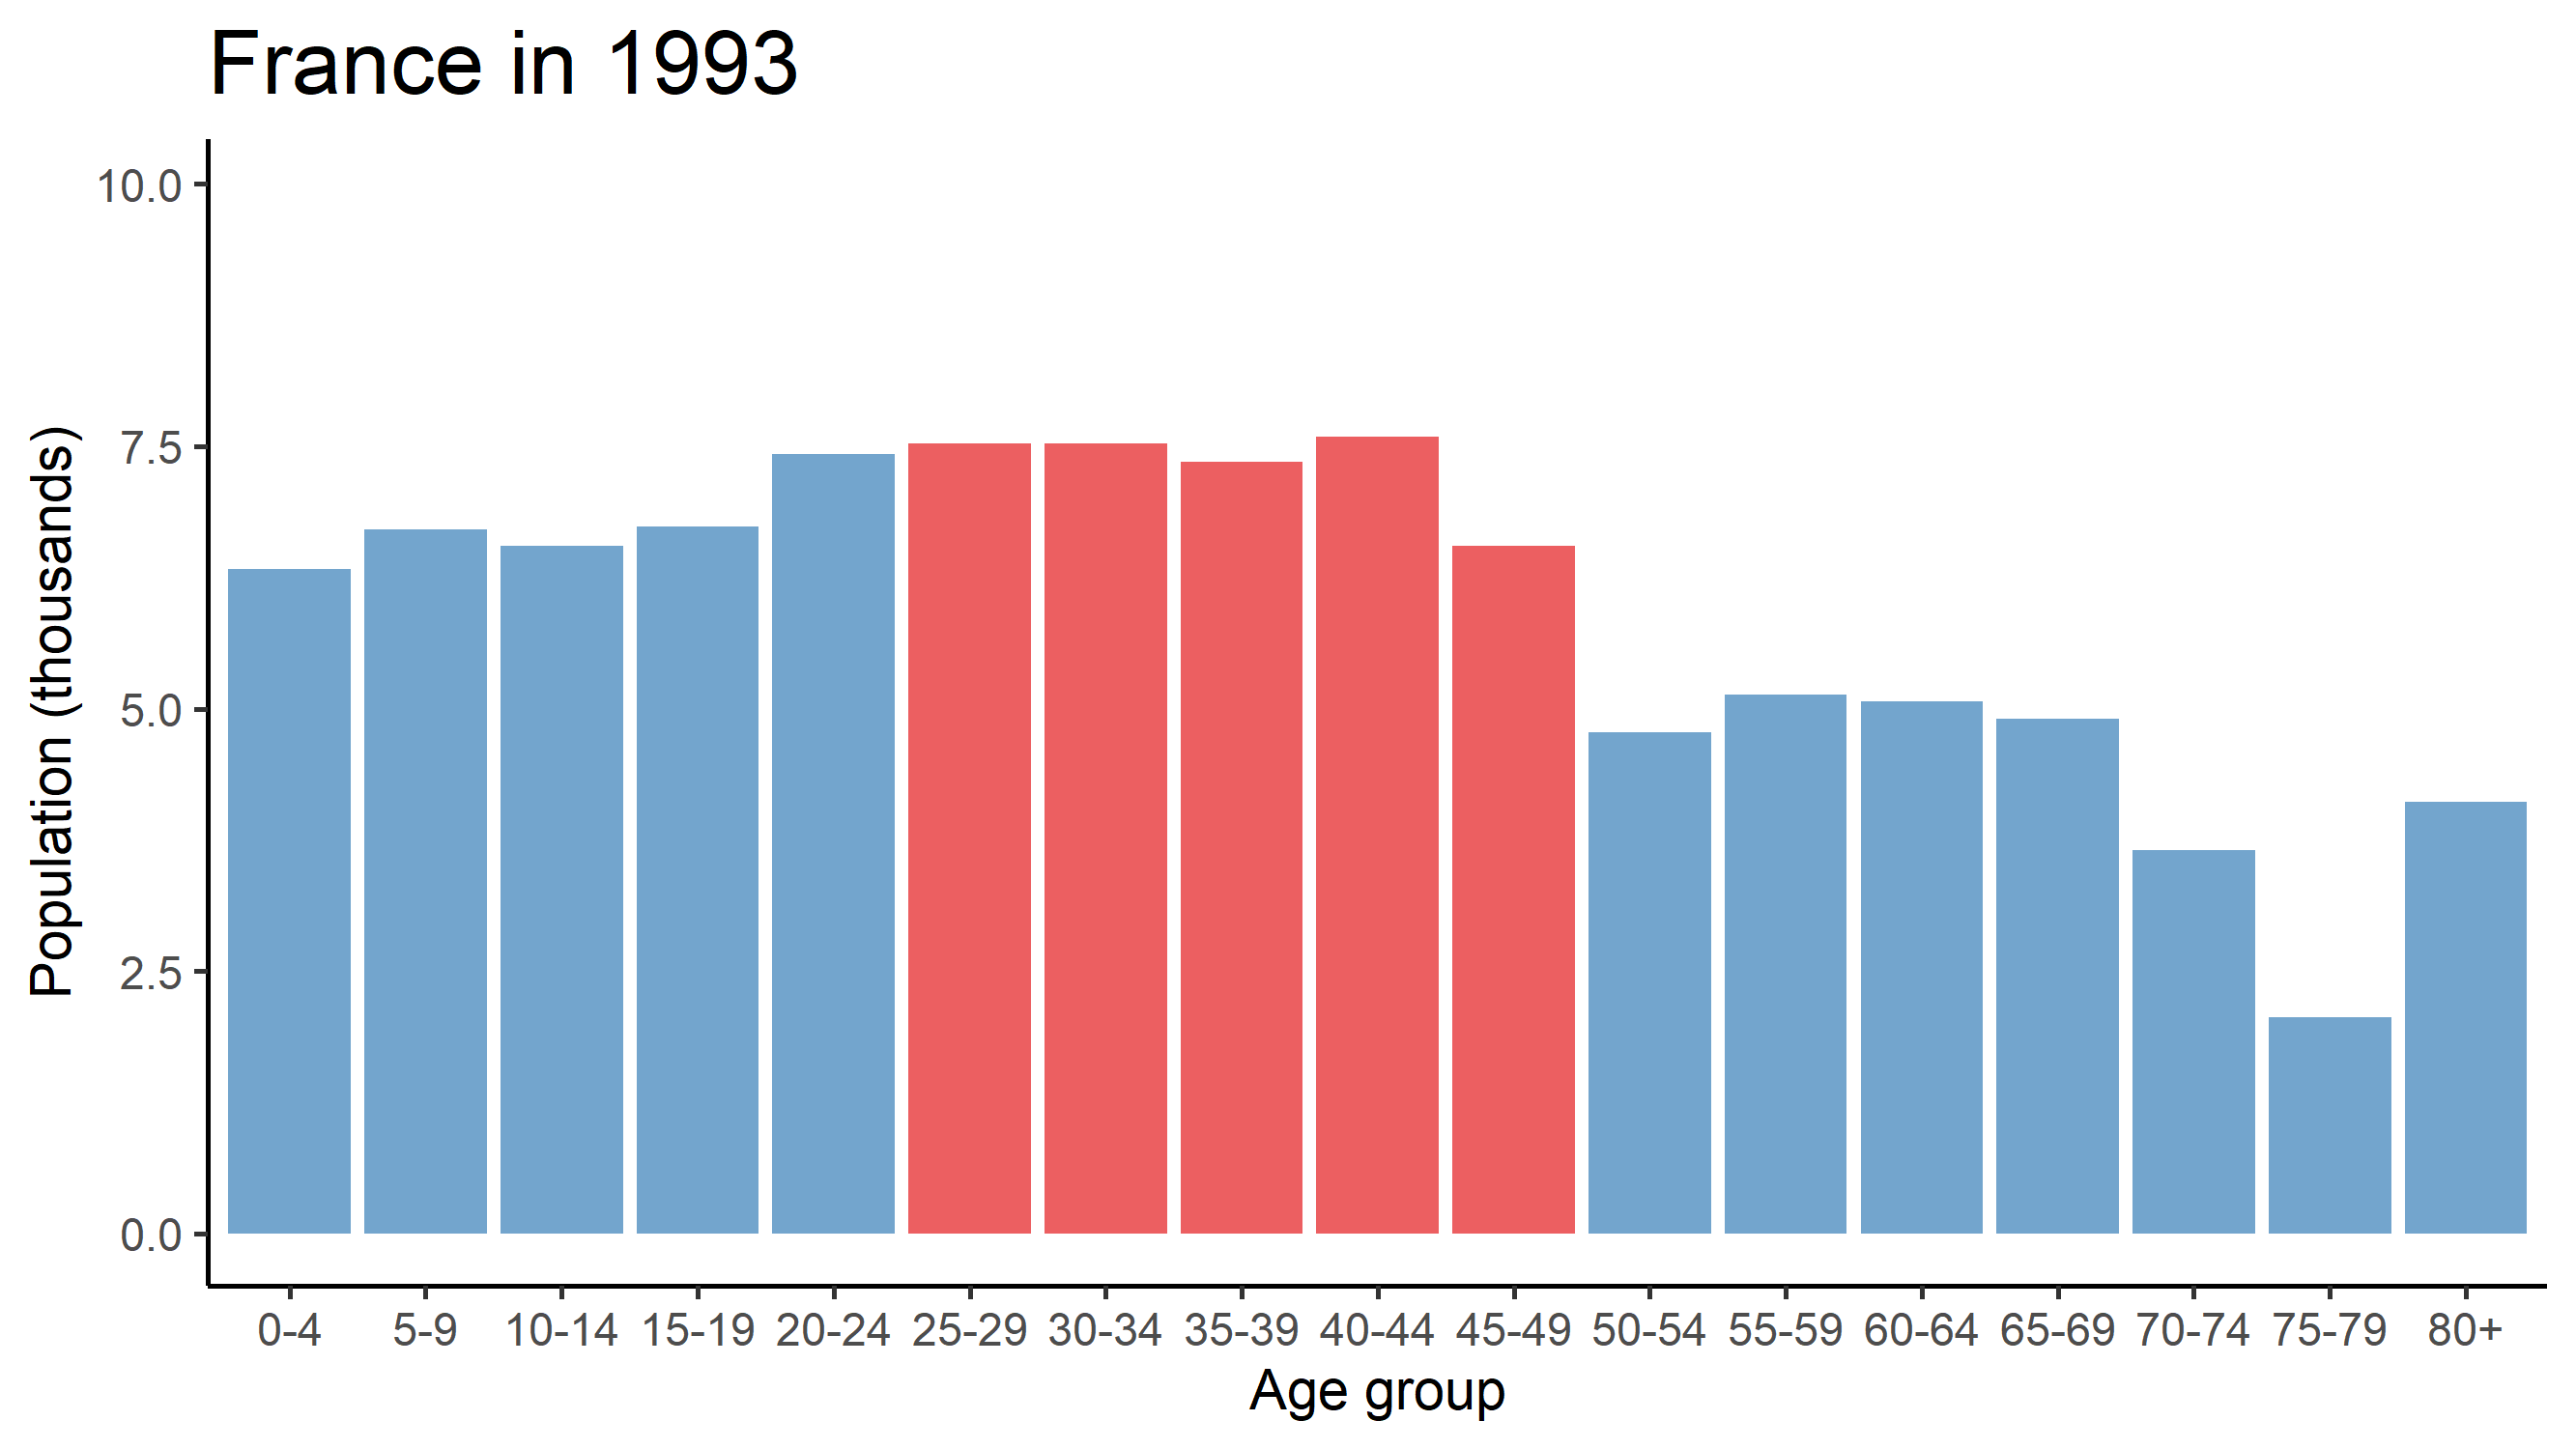 France in 1993
Population (thousands)
10.0
7.5
5.0
2.5
0.0
0-4 5-9 10-14 15-19 20-24 25-29 30-34 35-39 40-44 45-49 50-54 55-59 60-64 65-69 70-74 75-79 80+
Age group